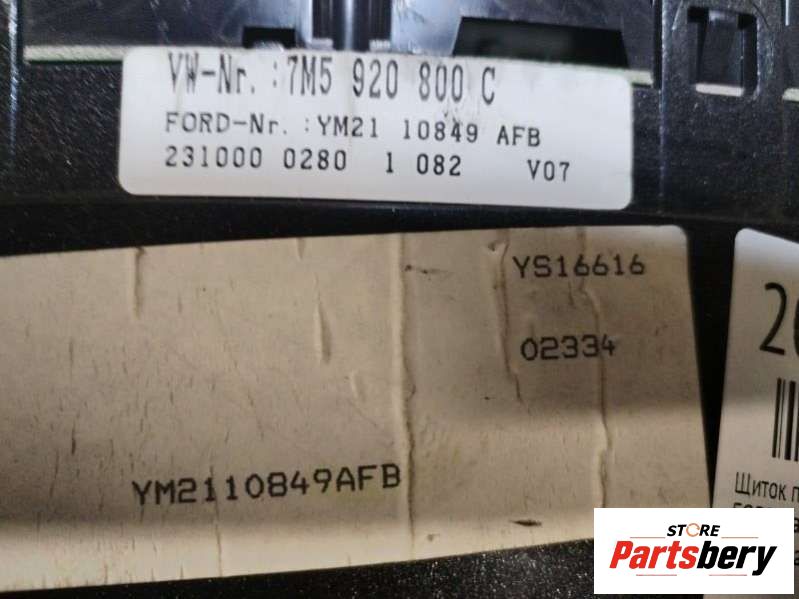 VW-Nr. :7M5 920 800 C
FORD-Nr. :YM21 10849 AFB
231000 0280 1 082 V07
YS16616
02334
YM2110849AFB
Щиток
STORE
Partsbery